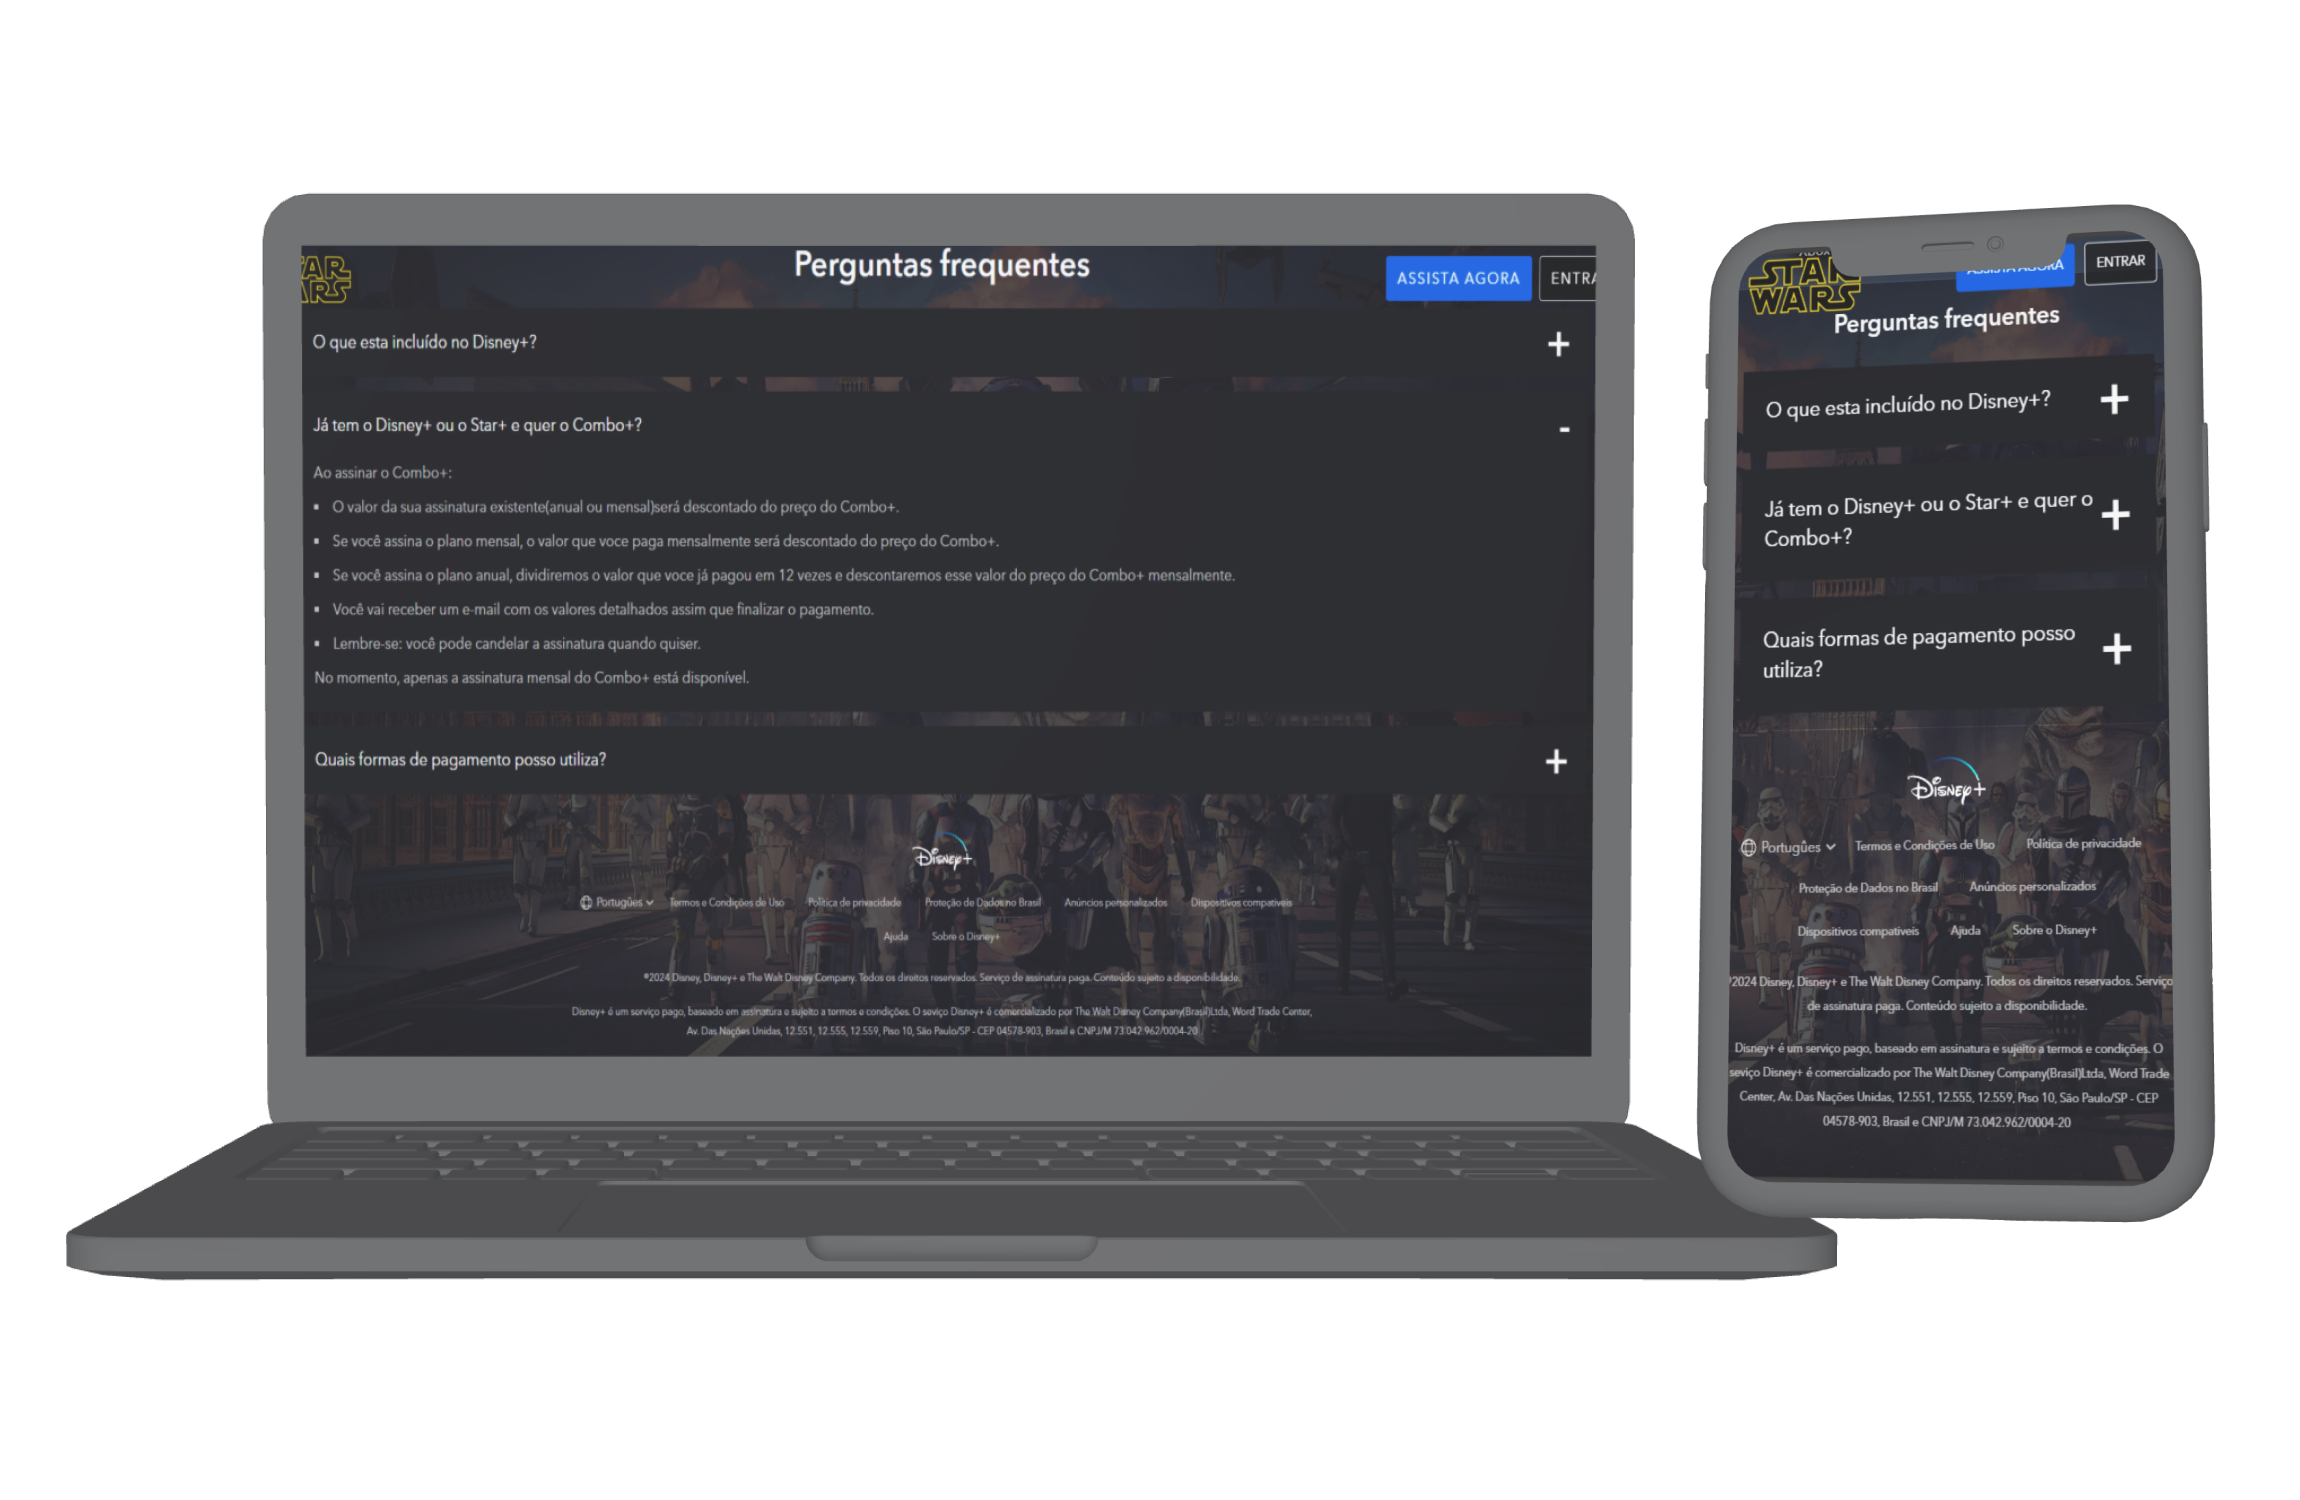 Perguntas frequentes
ASSISTA AGORA
ENTRA
O que esta incluído no Disney+?
+
Já tem o Disney+ ou o Star+ e quer o Combo+?
-
Ao assinar o Combo+:
▪ O valor da sua assinatura existente(anual ou mensal)será descontado do preço do Combo+.
▪ Se você assina o plano mensal, o valor que voce paga mensalmente será descontado do preço do Combo+.
▪ Se você assina o plano anual, dividiremos o valor que voce já pagou em 12 vezes e descontaremos esse valor do preço do Combo+ mensalmente.
▪ Você vai receber um e-mail com os valores detalhados assim que finalizar o pagamento.
▪ Lembre-se: você pode candelar a assinatura quando quiser.
No momento, apenas a assinatura mensal do Combo+ está disponível.
Quais formas de pagamento posso utiliza?
+
Disney+
Portugûes Termos e Condições de Uso Política de privacidade Proteção de Dados no Brasil Anúncios personalizados Dispositivos compativeis
Ajuda Sobre o Disney+
©2024 Disney, Disney+ e The Walt Disney Company. Todos os direitos reservados. Serviço de assinatura paga. Conteúdo sujeito a disponibilidade.
Disney+ é um serviço pago, baseado em assinatura e sujeito a termos e condições. O seviço Disney+ é comercializado por The Walt Disney Company(Brasil)Ltda, Word Trade Center,
Av. Das Nações Unidas, 12.551, 12.555, 12.559, Piso 10, São Paulo/SP - CEP 04578-903, Brasil e CNPJ/M 73.042.962/0004-20
STAR
WARS
ASSISTA AGORA
ENTRAR
Perguntas frequentes
O que esta incluído no Disney+?
+
Já tem o Disney+ ou o Star+ e quer o
Combo+?
+
Quais formas de pagamento posso
utiliza?
+
Disney+
Portugûes Termos e Condições de Uso Política de privacidade
Proteção de Dados no Brasil Anúncios personalizados
Dispositivos compativeis Ajuda Sobre o Disney+
2024 Disney, Disney+ e The Walt Disney Company. Todos os direitos reservados. Serviço
de assinatura paga. Conteúdo sujeito a disponibilidade.
Disney+ é um serviço pago, baseado em assinatura e sujeito a termos e condições. O
seviço Disney+ é comercializado por The Walt Disney Company(Brasil)Ltda, Word Trade
Center, Av. Das Nações Unidas, 12.551, 12.555, 12.559, Piso 10, São Paulo/SP - CEP
04578-903, Brasil e CNPJ/M 73.042.962/0004-20